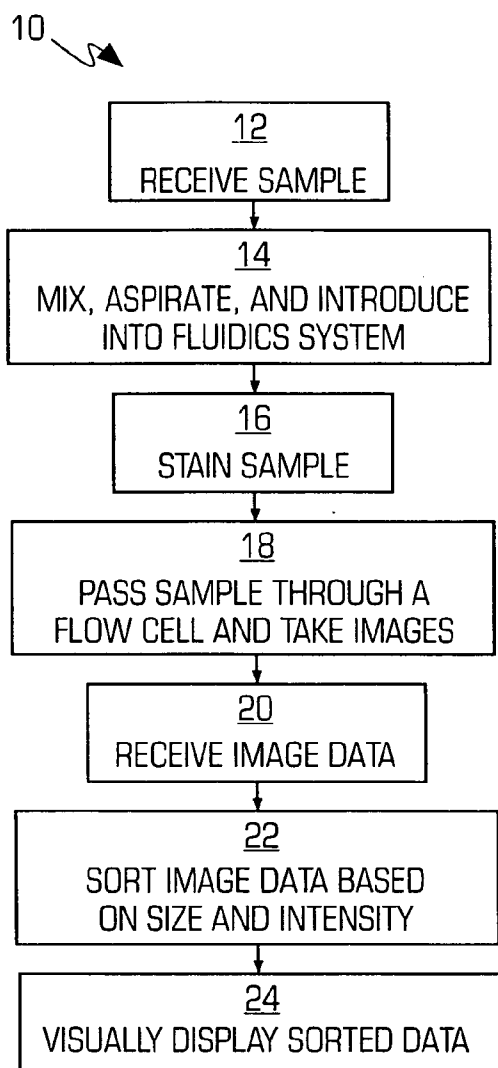 10
12
RECEIVE SAMPLE
14
MIX, ASPIRATE, AND INTRODUCE
INTO FLUIDICS SYSTEM
16
STAIN SAMPLE
18
PASS SAMPLE THROUGH A
FLOW CELL AND TAKE IMAGES
20
RECEIVE IMAGE DATA
22
SORT IMAGE DATA BASED
ON SIZE AND INTENSITY
24
VISUALLY DISPLAY SORTED DATA